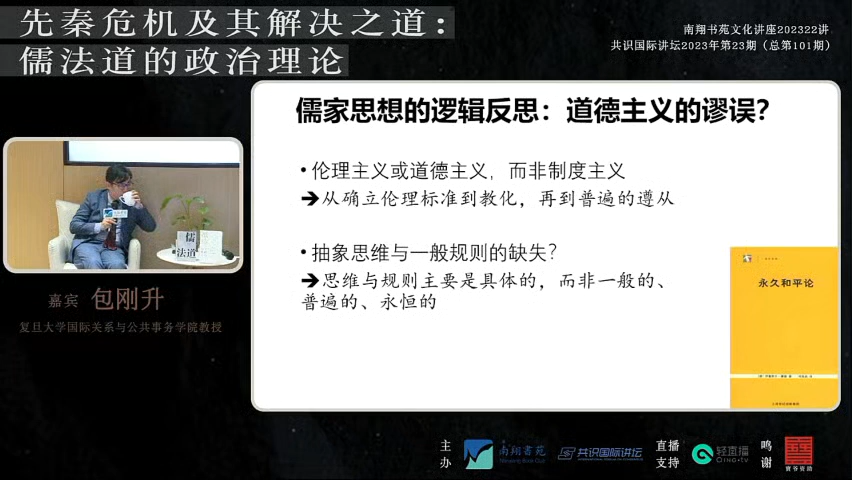 先秦危机及其解决之道：
儒法道的政治理论
南翔书苑文化讲座202322讲
共识国际讲坛2023年第23期（总第101期）
儒家思想的逻辑反思：道德主义的谬误？
•伦理主义或道德主义，而非制度主义
➔从确立伦理标准到教化，再到普遍的遵从
•抽象思维与一般规则的缺失？
➔思维与规则主要是具体的，而非一般的、
普遍的、永恒的
永久和平论
儒
法道
嘉宾 包刚升
复旦大学国际关系与公共事务学院教授
主办
南翔书苑
共识国际讲坛
直播支持
轻直播
Qing·tv
鸣谢